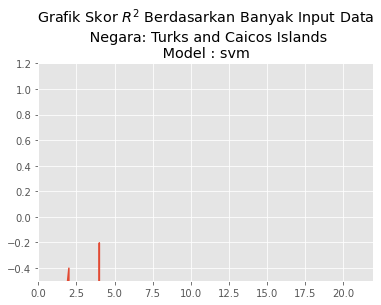 Grafik Skor R² Berdasarkan Banyak Input Data
Negara: Turks and Caicos Islands
Model : svm
1.2
1.0
0.8
0.6
0.4
0.2
0.0
−0.2
−0.4
0.0 2.5 5.0 7.5 10.0 12.5 15.0 17.5 20.0